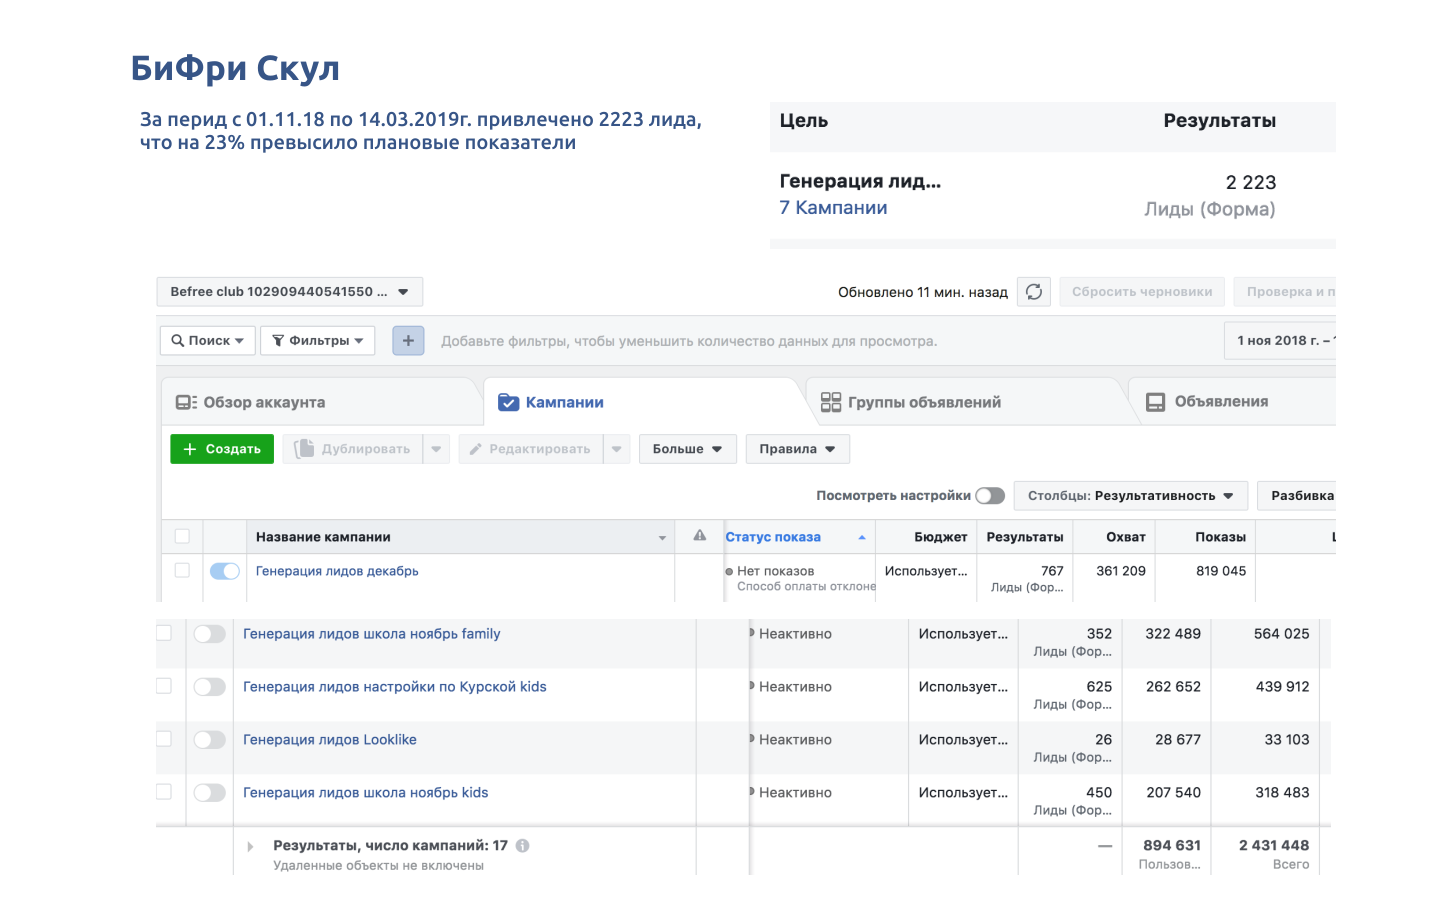 БиФри Скул
За перид с 01.11.18 по 14.03.2019г. привлечено 2223 лида,
что на 23% превысило плановые показатели
Цель Результаты
Генерация лид... 2 223
7 Кампании Лиды (Форма)
Befree club 102909440541550 ... Обновлено 11 мин. назад Сбросить черновики Проверка и п
Поиск Фильтры + Добавьте фильтры, чтобы уменьшить количество данных для просмотра. 1 ноя 2018 г. –
Обзор аккаунта Кампании Группы объявлений Объявления
+ Создать Дублировать Редактировать Больше Правила
Посмотреть настройки Столбцы: Результативность Разбивка
Название кампании Статус показа Бюджет Результаты Охват Показы
Генерация лидов декабрь Нет показов Использует... 767 361 209 819 045
Способ оплаты отклоне Лиды (Фор...
Генерация лидов школа ноябрь family Неактивно Использует... 352 322 489 564 025
Лиды (Фор...
Генерация лидов настройки по Курской kids Неактивно Использует... 625 262 652 439 912
Лиды (Фор...
Генерация лидов Looklike Неактивно Использует... 26 28 677 33 103
Лиды (Фор...
Генерация лидов школа ноябрь kids Неактивно Использует... 450 207 540 318 483
Лиды (Фор...
Результаты, число кампаний: 17 — 894 631 2 431 448
Удаленные объекты не включены Пользов... Всего